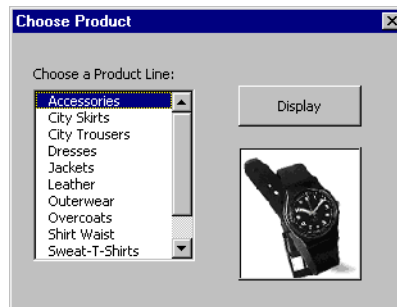 Choose Product
Choose a Product Line:
Accessories
City Skirts
City Trousers
Dresses
Jackets
Leather
Outerwear
Overcoats
Shirt Waist
Sweat-T-Shirts
Display